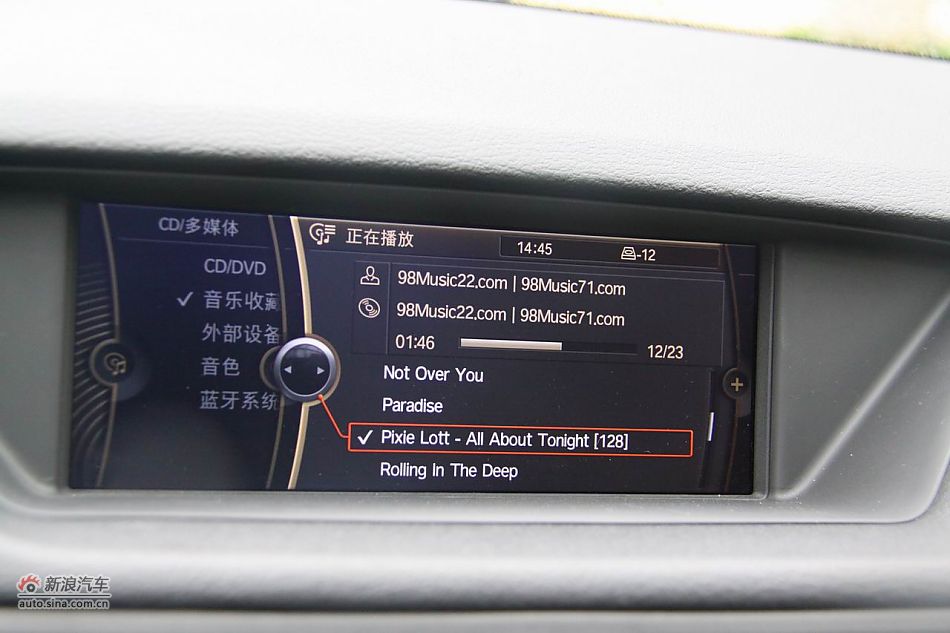 CD/多媒体
CD/DVD
音乐收藏
外部设备
音色
蓝牙系统
正在播放
14:45
-12
98Music22.com | 98Music71.com
98Music22.com | 98Music71.com
01:46
12/23
Not Over You
Paradise
Pixie Lott - All About Tonight [128]
Rolling In The Deep
新浪汽车
auto.sina.com.cn